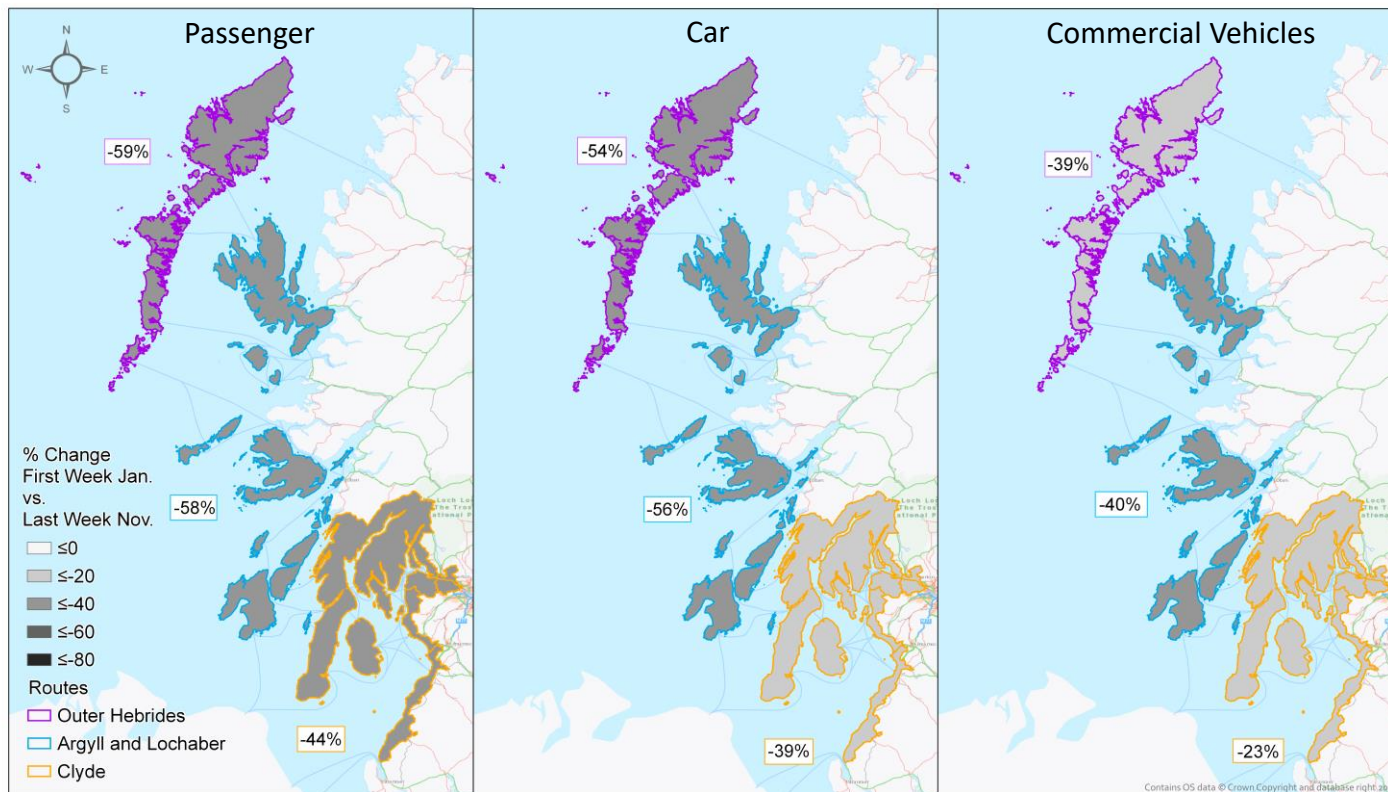 Passenger
Car
Commercial Vehicles
N
W E
S
-59%
-54%
-39%
-58%
-56%
-40%
-44%
-39%
-23%
% Change
First Week Jan.
vs.
Last Week Nov.
≤0
≤-20
≤-40
≤-60
≤-80
Routes
Outer Hebrides
Argyll and Lochaber
Clyde
Contains OS data © Crown Copyright and database right